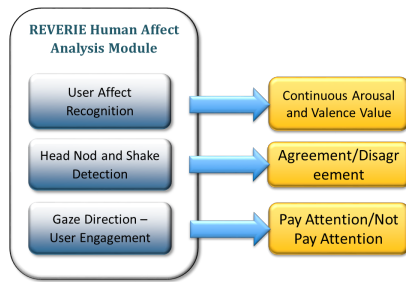 REVERIE Human Affect
Analysis Module
User Affect
Recognition
Continuous Arousal
and Valence Value
Head Nod and Shake
Detection
Agreement/Disagr
eement
Gaze Direction –
User Engagement
Pay Attention/Not
Pay Attention